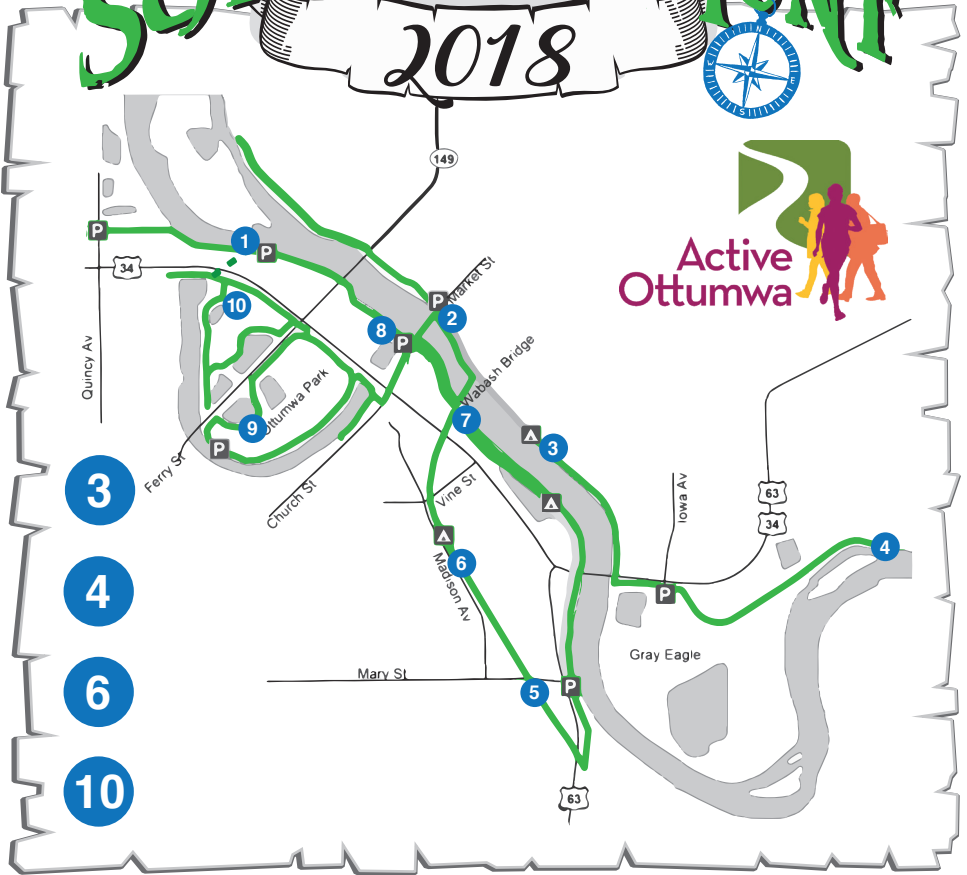 2018
149
Active
Ottumwa
P
1
P
34
10
P
Market St
2
8
P
Quincy Av
Wabash Bridge
Ottumwa Park
7
9
P
3
Ferry St
Church St
Vine St
Iowa Av
63
34
3
4
6
Madison Av
P
4
Gray Eagle
Mary St
5
P
6
63
10